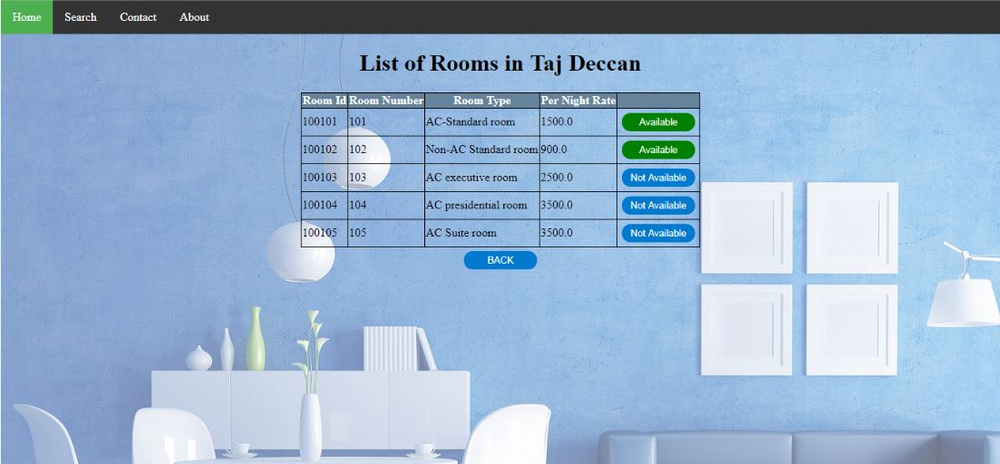 Home Search Contact About
List of Rooms in Taj Deccan
Room Id Room Number Room Type Per Night Rate
100101 101 AC-Standard room 1500.0 Available
100102 102 Non-AC Standard room 900.0 Available
100103 103 AC executive room 2500.0 Not Available
100104 104 AC presidential room 3500.0 Not Available
100105 105 AC Suite room 3500.0 Not Available
BACK